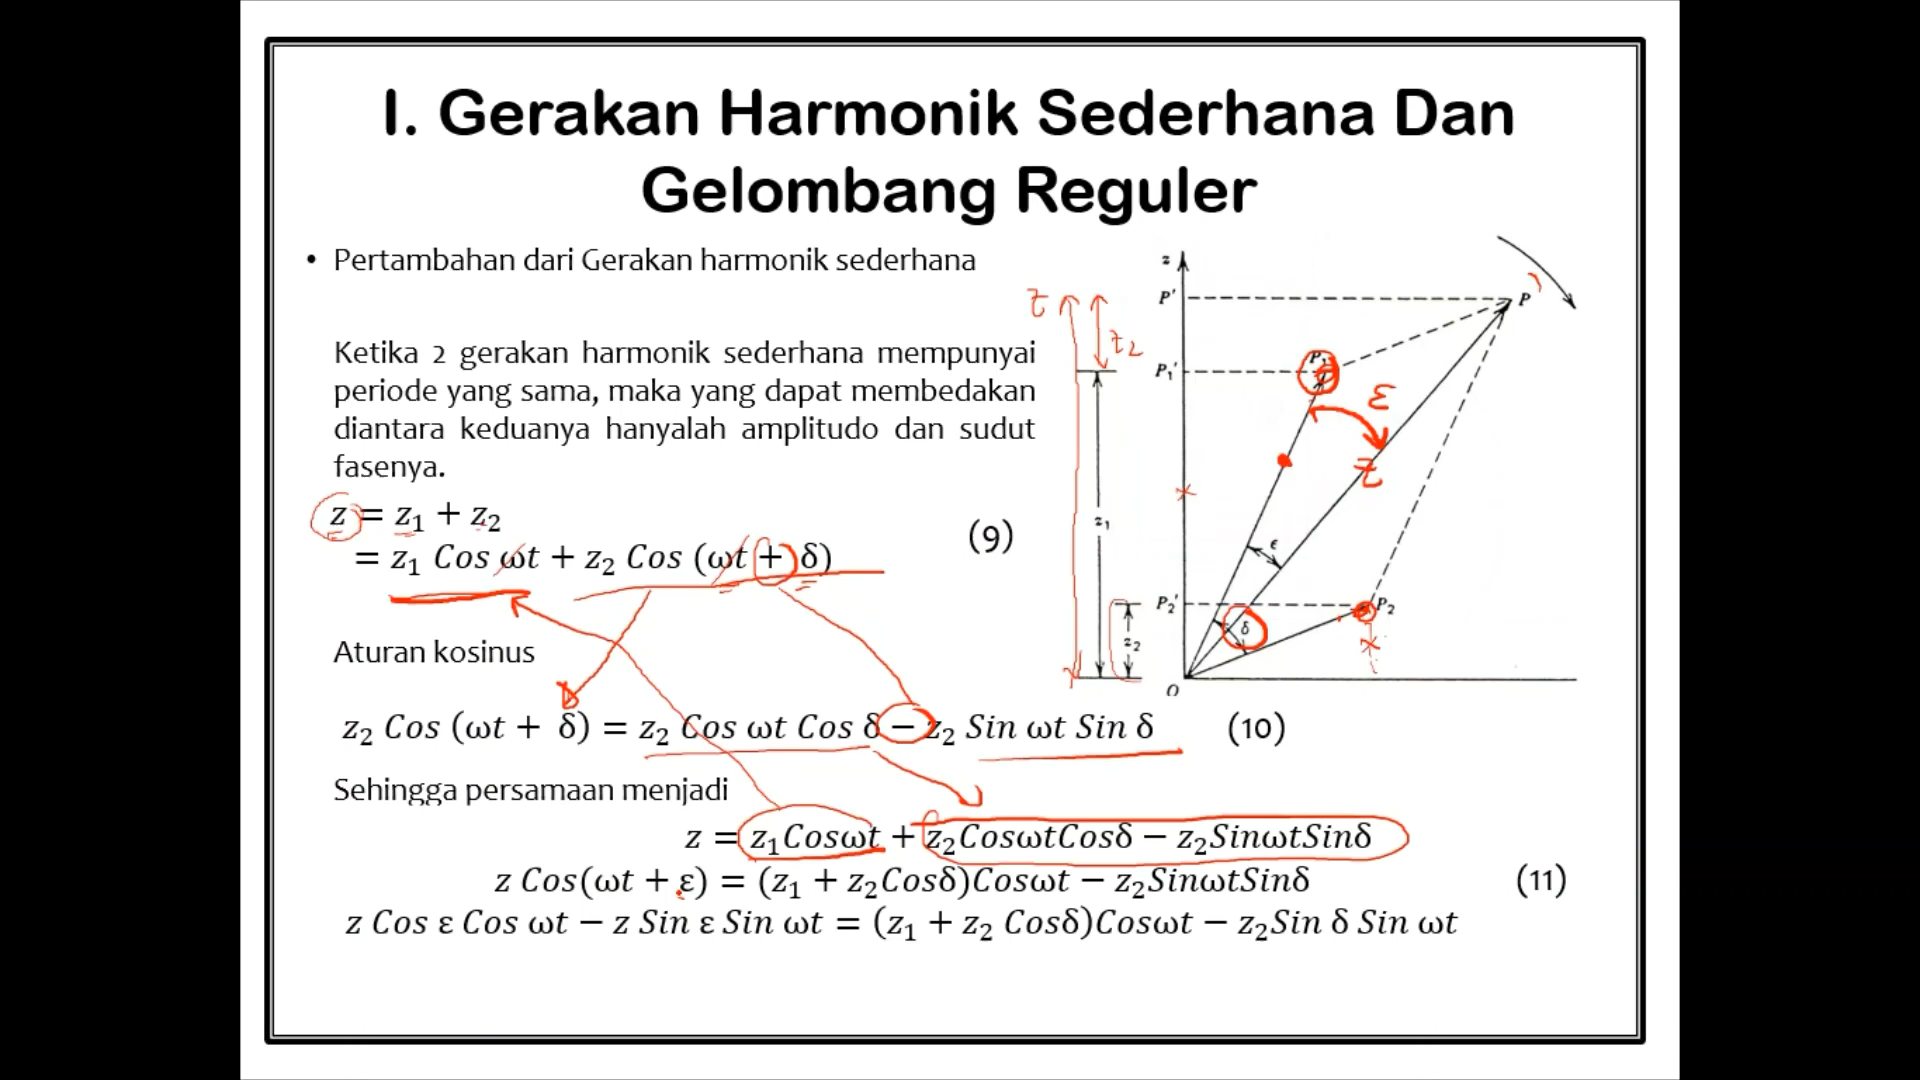 I. Gerakan Harmonik Sederhana Dan
Gelombang Reguler
• Pertambahan dari Gerakan harmonik sederhana
Ketika 2 gerakan harmonik sederhana mempunyai
periode yang sama, maka yang dapat membedakan
diantara keduanya hanyalah amplitudo dan sudut
fasenya.
z = z₁ + z₂
= z₁ Cos ωt + z₂ Cos (ωt + δ) (9)
Aturan kosinus
z₂ Cos (ωt + δ) = z₂ Cos ωt Cos δ − z₂ Sin ωt Sin δ (10)
Sehingga persamaan menjadi
z = z₁Cosωt + z₂CosωtCosδ − z₂SinωtSinδ
z Cos(ωt + ε) = (z₁ + z₂Cosδ)Cosωt − z₂SinωtSinδ (11)
z Cos ε Cos ωt − z Sin ε Sin ωt = (z₁ + z₂ Cosδ)Cosωt − z₂Sin δ Sin ωt
z
P' P
z z₂
P₁' P₁
ε
z
z₁
ε
P₂' P₂
δ
z₂
O